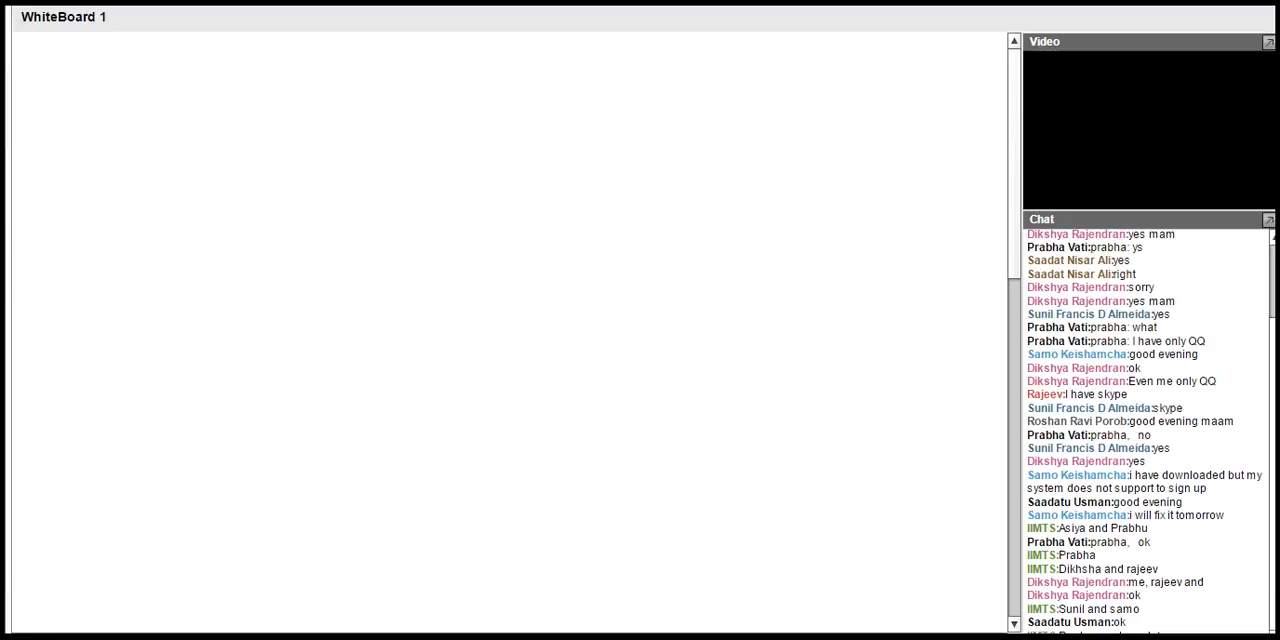 WhiteBoard 1
Video
Chat
Dikshya Rajendran:yes mam
Prabha Vati:prabha: ys
Saadat Nisar Ali:yes
Saadat Nisar Ali:right
Dikshya Rajendran:sorry
Dikshya Rajendran:yes mam
Sunil Francis D Almeida:yes
Prabha Vati:prabha: what
Prabha Vati:prabha: I have only QQ
Samo Keishamcha:good evening
Dikshya Rajendran:ok
Dikshya Rajendran:Even me only QQ
Rajeev:I have skype
Sunil Francis D Almeida:skype
Roshan Ravi Porob:good evening maam
Prabha Vati:prabha, no
Sunil Francis D Almeida:yes
Dikshya Rajendran:yes
Samo Keishamcha:i have downloaded but my
system does not support to sign up
Saadatu Usman:good evening
Samo Keishamcha:i will fix it tomorrow
IIMTS:Asiya and Prabhu
Prabha Vati:prabha, ok
IIMTS:Prabha
IIMTS:Dikhsha and rajeev
Dikshya Rajendran:me, rajeev and
Dikshya Rajendran:ok
IIMTS:Sunil and samo
Saadatu Usman:ok